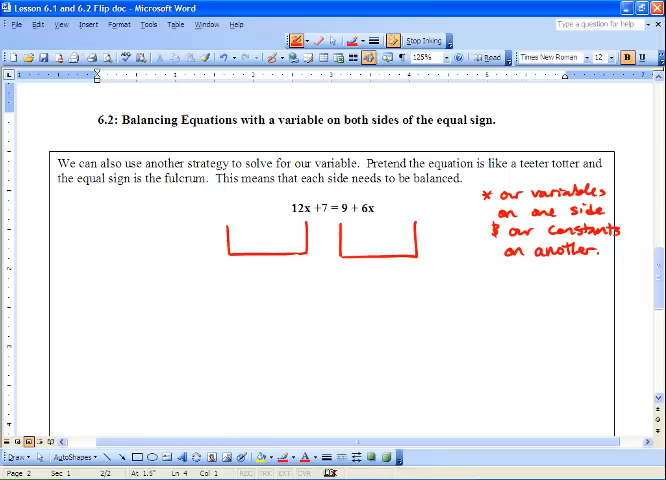 Lesson 6.1 and 6.2 Flip doc - Microsoft Word
File Edit View Insert Format Tools Table Window Help
Type a question for help
Stop Inking
125%
Read
Times New Roman
12
B
U
L
6.2: Balancing Equations with a variable on both sides of the equal sign.
We can also use another strategy to solve for our variable. Pretend the equation is like a teeter totter and
the equal sign is the fulcrum. This means that each side needs to be balanced.
12x +7 = 9 + 6x
* our variables
on one side
& our constants
on another.
Draw AutoShapes
Page 2 Sec 1 2/2 At 1.8" Ln 4 Col 1 REC TRK EXT OVR